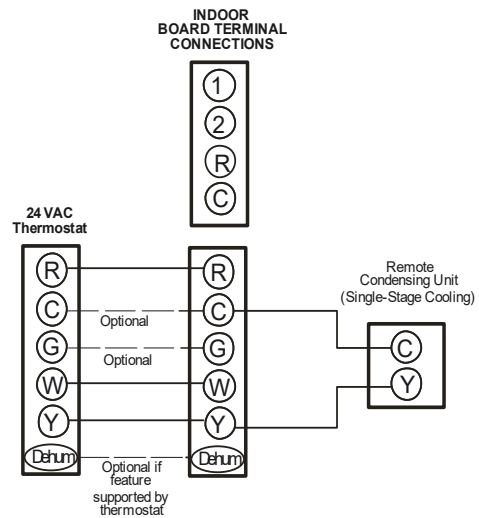 INDOOR
BOARD TERMINAL
CONNECTIONS
1
2
R
C
24 VAC
Thermostat
R
C
G
W
Y
Dehum
Optional
Optional
Optional if
feature
supported by
thermostat
R
C
G
W
Y
Dehum
Remote
Condensing Unit
(Single-Stage Cooling)
C
Y